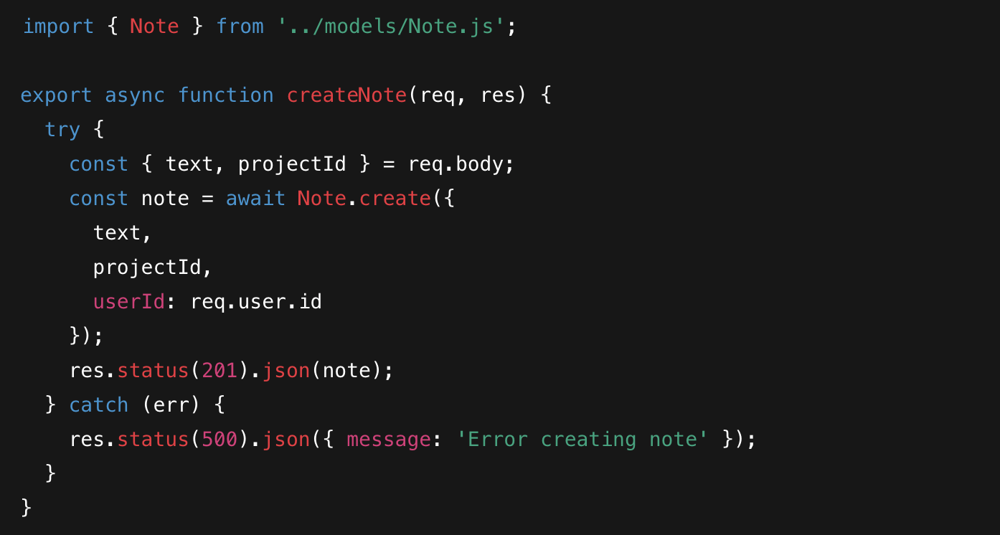 import { Note } from '../models/Note.js';

export async function createNote(req, res) {
  try {
    const { text, projectId } = req.body;
    const note = await Note.create({
      text,
      projectId,
      userId: req.user.id
    });
    res.status(201).json(note);
  } catch (err) {
    res.status(500).json({ message: 'Error creating note' });
  }
}